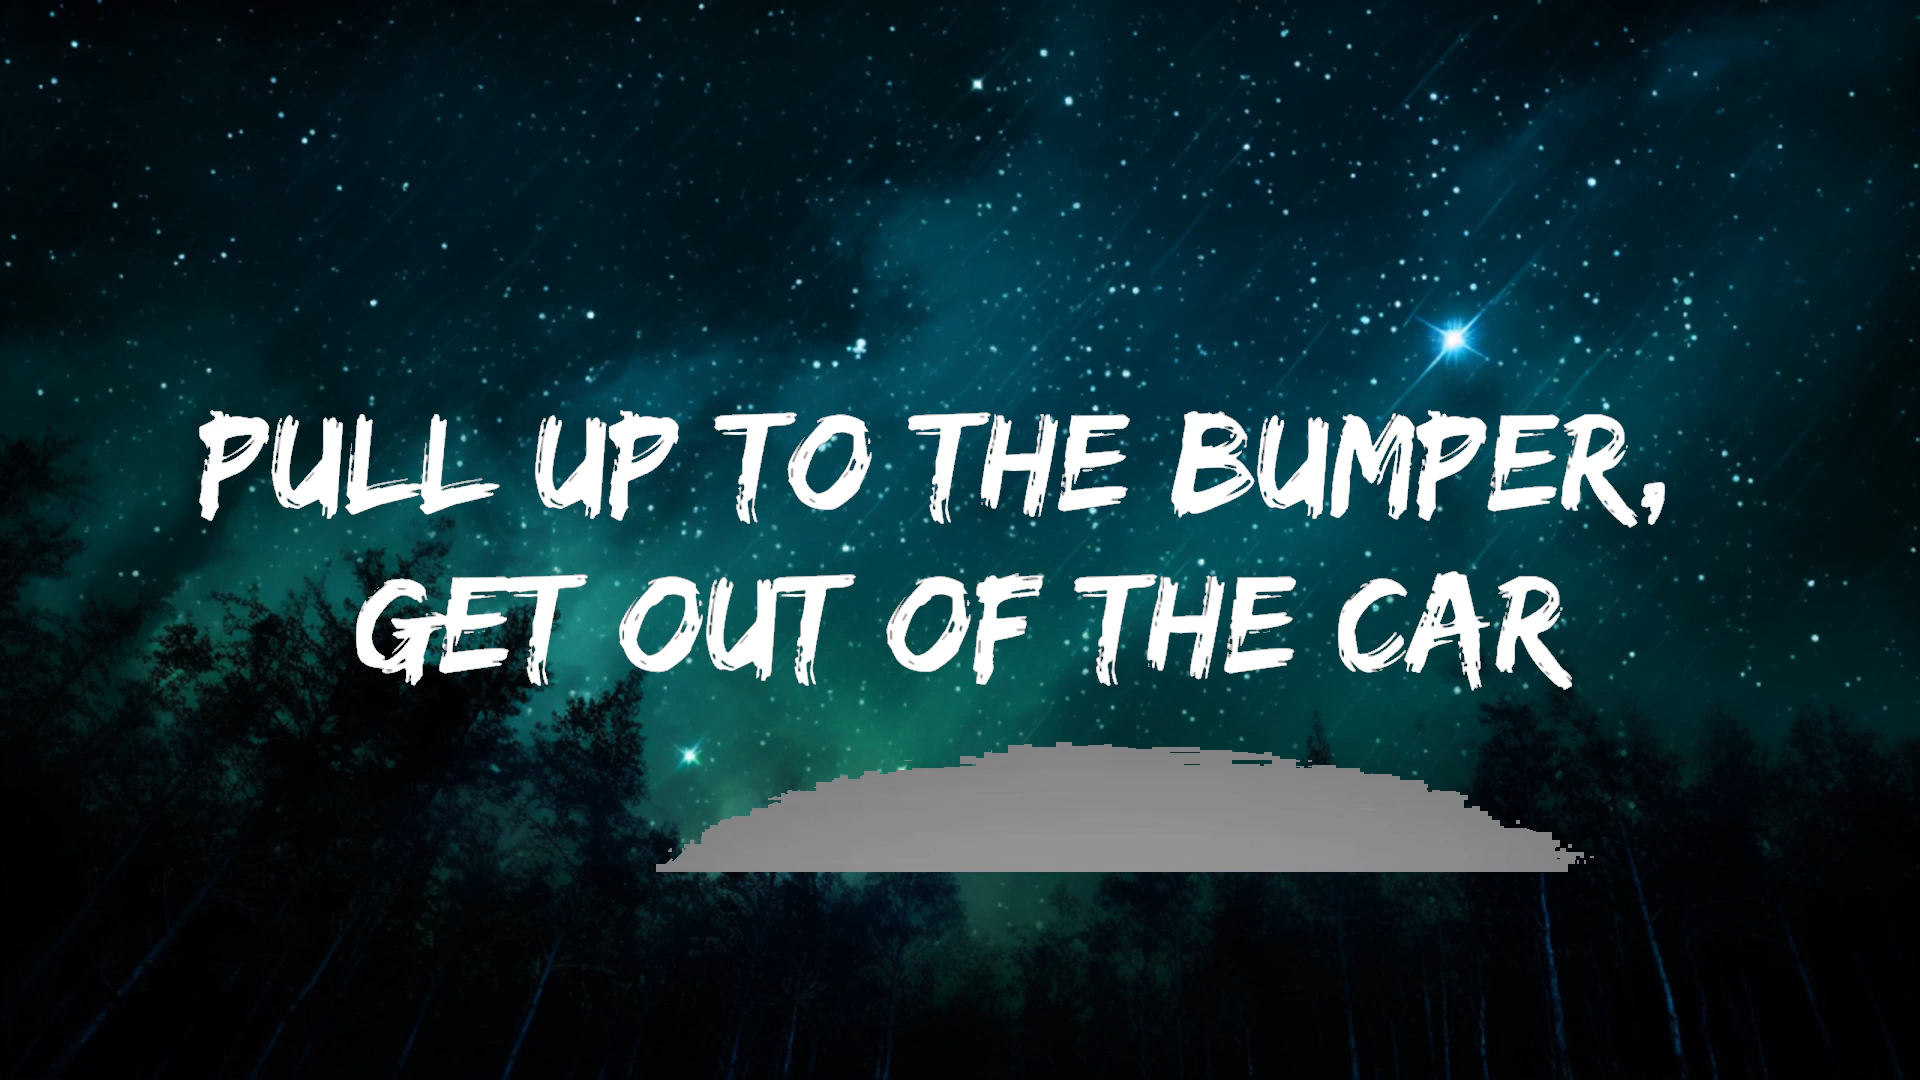 PULL UP TO THE BUMPER,
GET OUT OF THE CAR